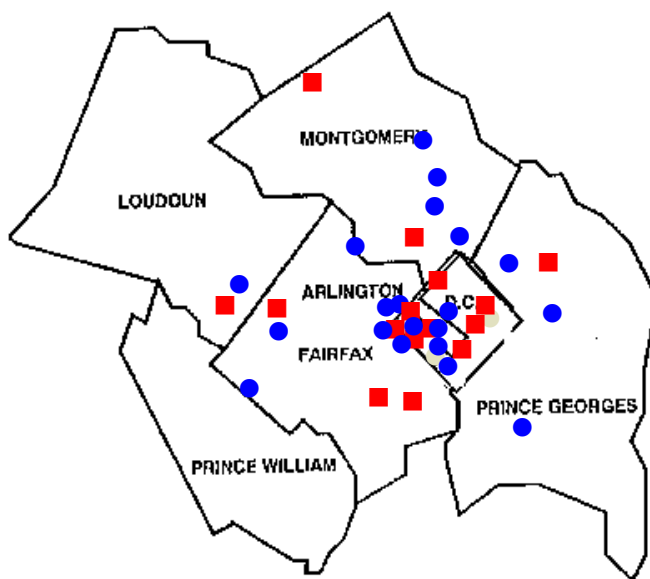 MONTGOMERY
LOUDOUN
ARLINGTON
D.C.
FAIRFAX
PRINCE GEORGES
PRINCE WILLIAM